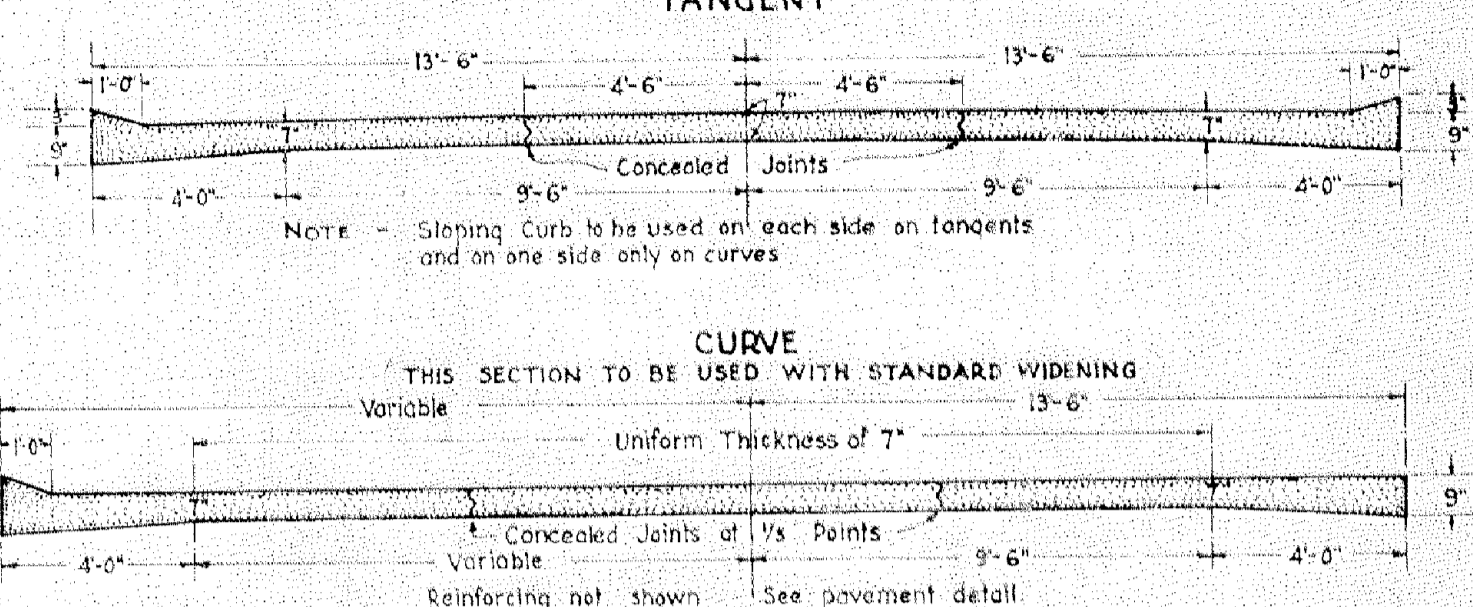 TANGENT
13'-6" 13'-6"
1'-0" 4'-6" 4'-6" 1'-0"
7"
9" 7" 7" 3" 9"
Concealed Joints
4'-0" 9'-6" 9'-6" 4'-0"
NOTE - Sloping Curb to be used on each side on tangents
and on one side only on curves
CURVE
THIS SECTION TO BE USED WITH STANDARD WIDENING
Variable 13'-6"
1'-0" Uniform Thickness of 7"
7" 9"
Concealed Joints at 1/3 Points
4'-0" Variable 9'-6" 4'-0"
Reinforcing not shown See pavement detail.